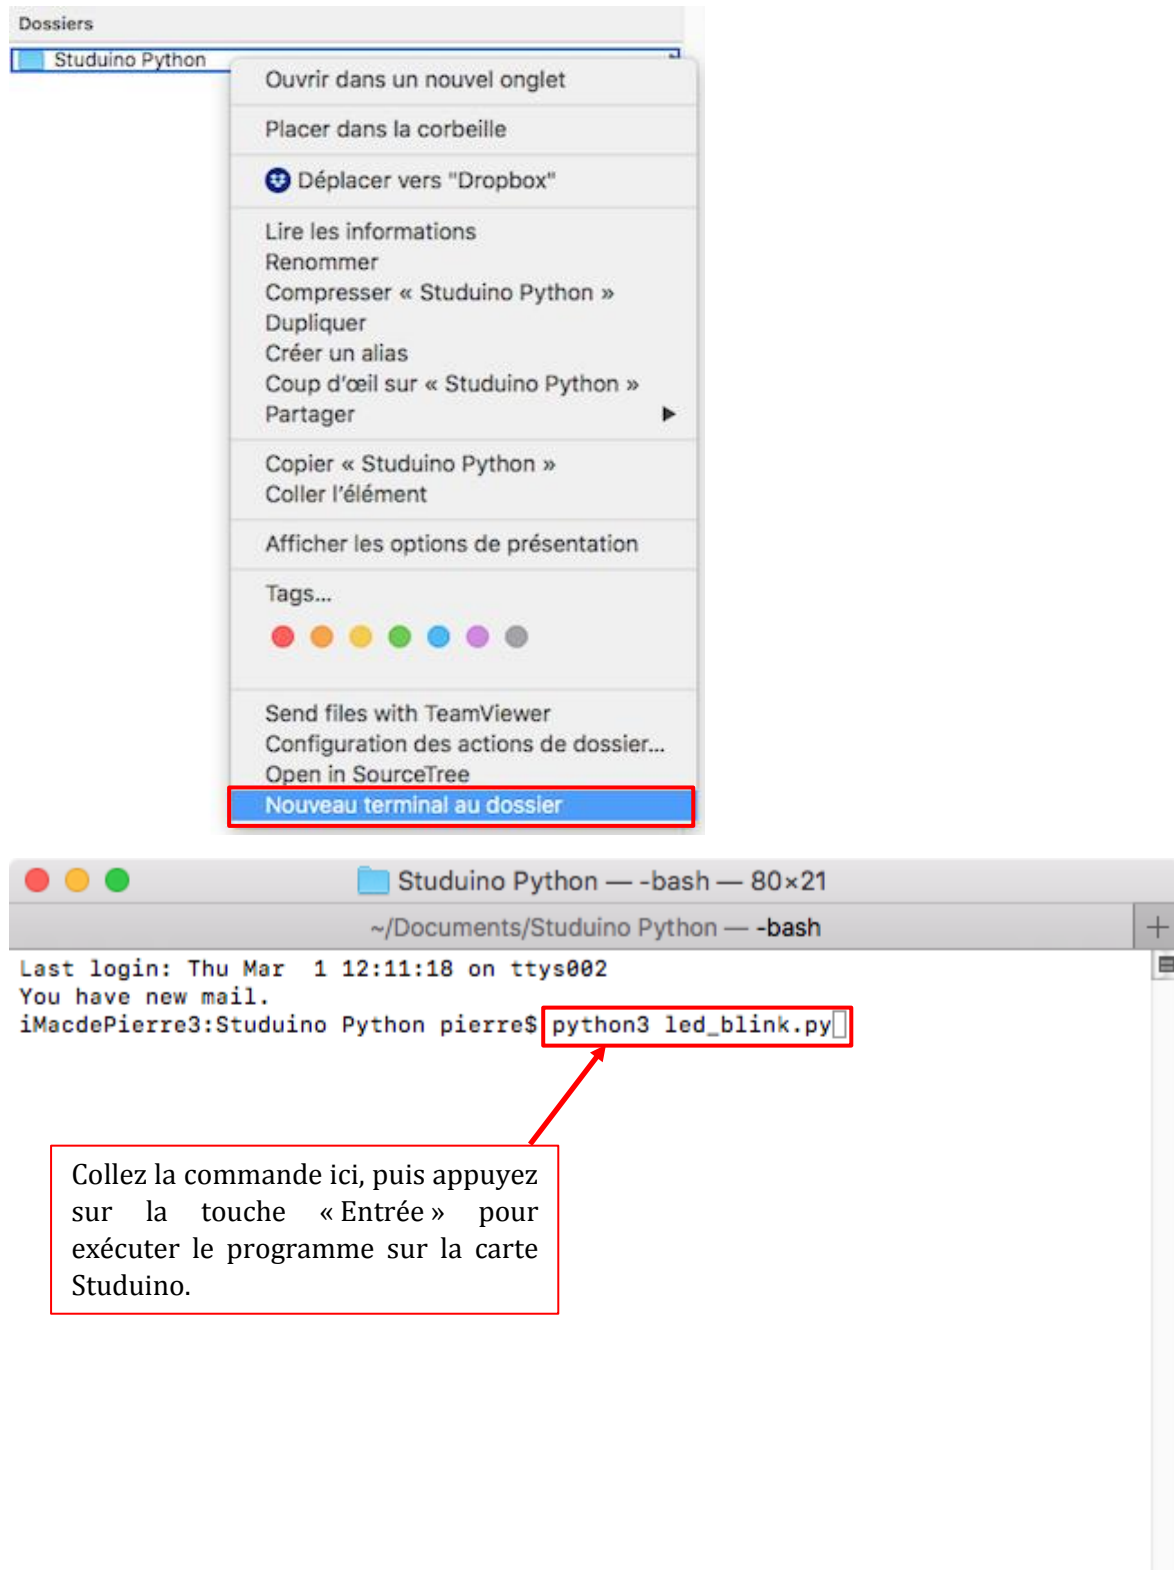 Dossiers
Studuino Python
Ouvrir dans un nouvel onglet
Placer dans la corbeille
Déplacer vers "Dropbox"
Lire les informations
Renommer
Compresser « Studuino Python »
Dupliquer
Créer un alias
Coup d'œil sur « Studuino Python »
Partager
Copier « Studuino Python »
Coller l'élément
Afficher les options de présentation
Tags...
Send files with TeamViewer
Configuration des actions de dossier...
Open in SourceTree
Nouveau terminal au dossier
Studuino Python — -bash — 80×21
~/Documents/Studuino Python — -bash
Last login: Thu Mar  1 12:11:18 on ttys002
You have new mail.
iMacdePierre3:Studuino Python pierre$ python3 led_blink.py
Collez la commande ici, puis appuyez
sur la touche « Entrée » pour
exécuter le programme sur la carte
Studuino.